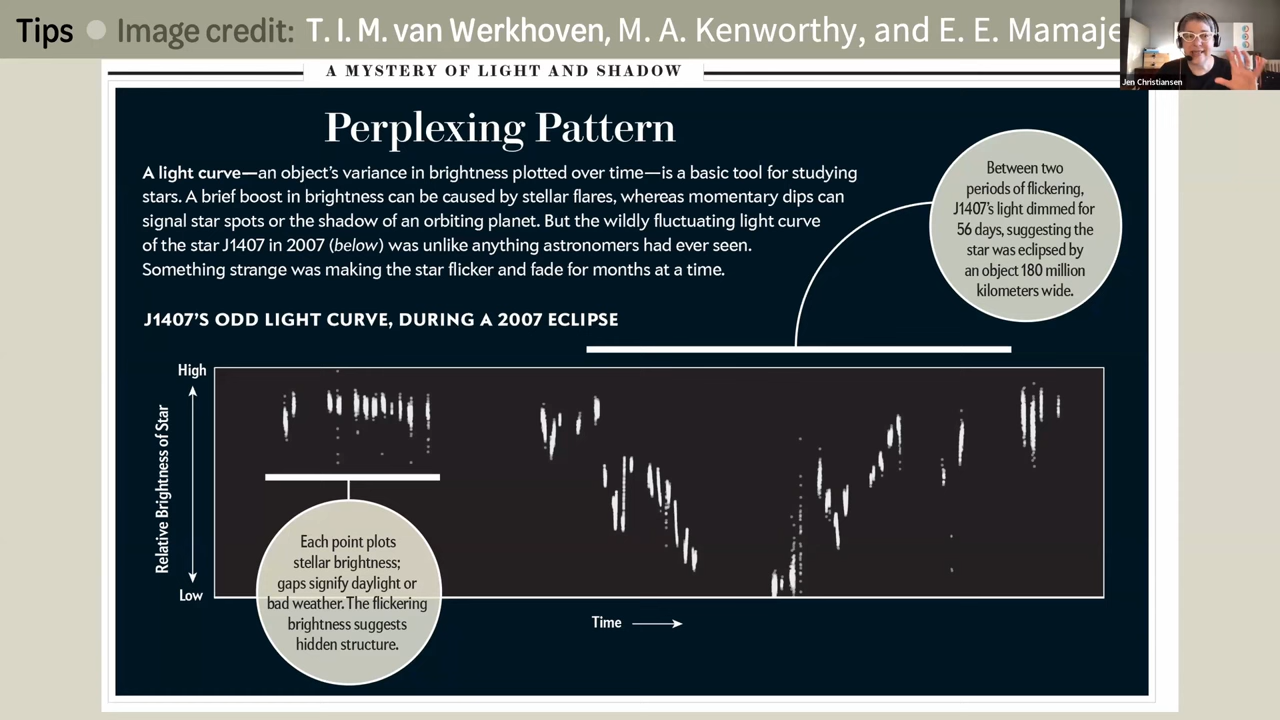 Tips Image credit: T. I. M. van Werkhoven, M. A. Kenworthy, and E. E. Mamaje
Jen Christiansen
A MYSTERY OF LIGHT AND SHADOW
Perplexing Pattern
A light curve—an object's variance in brightness plotted over time—is a basic tool for studying
stars. A brief boost in brightness can be caused by stellar flares, whereas momentary dips can
signal star spots or the shadow of an orbiting planet. But the wildly fluctuating light curve
of the star J1407 in 2007 (below) was unlike anything astronomers had ever seen.
Something strange was making the star flicker and fade for months at a time.
Between two
periods of flickering,
J1407's light dimmed for
56 days, suggesting the
star was eclipsed by
an object 180 million
kilometers wide.
J1407'S ODD LIGHT CURVE, DURING A 2007 ECLIPSE
High
Relative Brightness of Star
Low
Each point plots
stellar brightness;
gaps signify daylight or
bad weather. The flickering
brightness suggests
hidden structure.
Time